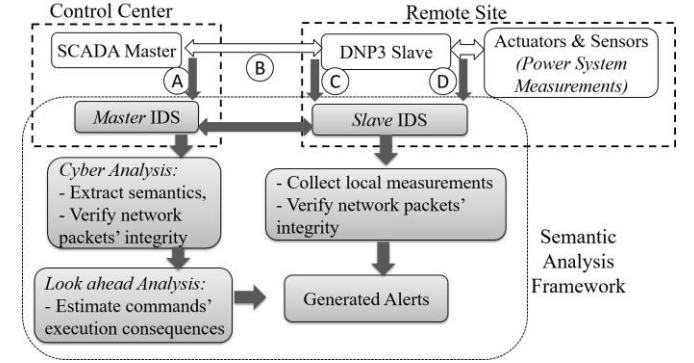 Control Center
Remote Site
SCADA Master
DNP3 Slave
Actuators & Sensors
(Power System
Measurements)
A
B
C
D
Master IDS
Slave IDS
Cyber Analysis:
- Extract semantics,
- Verify network
packets' integrity
- Collect local measurements
- Verify network packets'
integrity
Look ahead Analysis:
- Estimate commands'
execution consequences
Generated Alerts
Semantic
Analysis
Framework